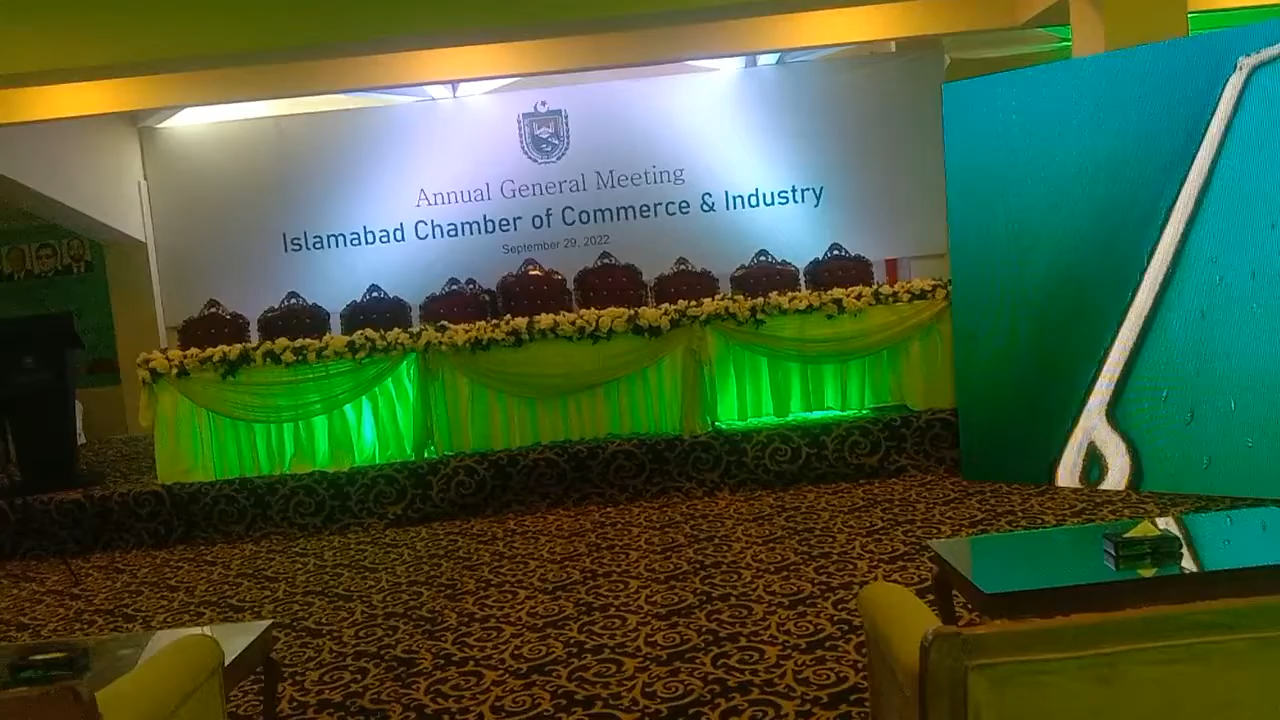 Annual General Meeting
Islamabad Chamber of Commerce & Industry
September 29, 2022